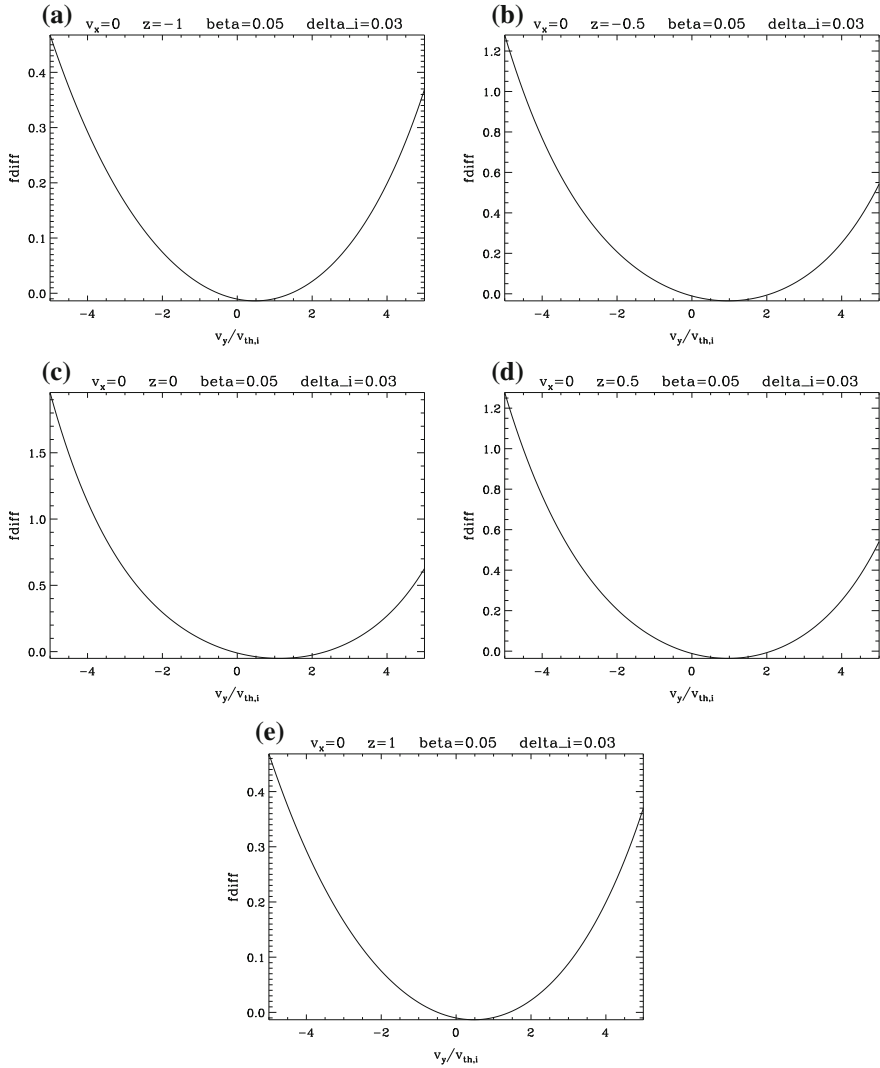 (a)
v_x=0 z=−1 beta=0.05 delta_i=0.03
fdiff
0.4
0.3
0.2
0.1
0.0
−4 −2 0 2 4
v_y/v_th,i
(b)
v_x=0 z=−0.5 beta=0.05 delta_i=0.03
fdiff
1.2
1.0
0.8
0.6
0.4
0.2
0.0
−4 −2 0 2 4
v_y/v_th,i
(c)
v_x=0 z=0 beta=0.05 delta_i=0.03
fdiff
1.5
1.0
0.5
0.0
−4 −2 0 2 4
v_y/v_th,i
(d)
v_x=0 z=0.5 beta=0.05 delta_i=0.03
fdiff
1.2
1.0
0.8
0.6
0.4
0.2
0.0
−4 −2 0 2 4
v_y/v_th,i
(e)
v_x=0 z=1 beta=0.05 delta_i=0.03
fdiff
0.4
0.3
0.2
0.1
0.0
−4 −2 0 2 4
v_y/v_th,i